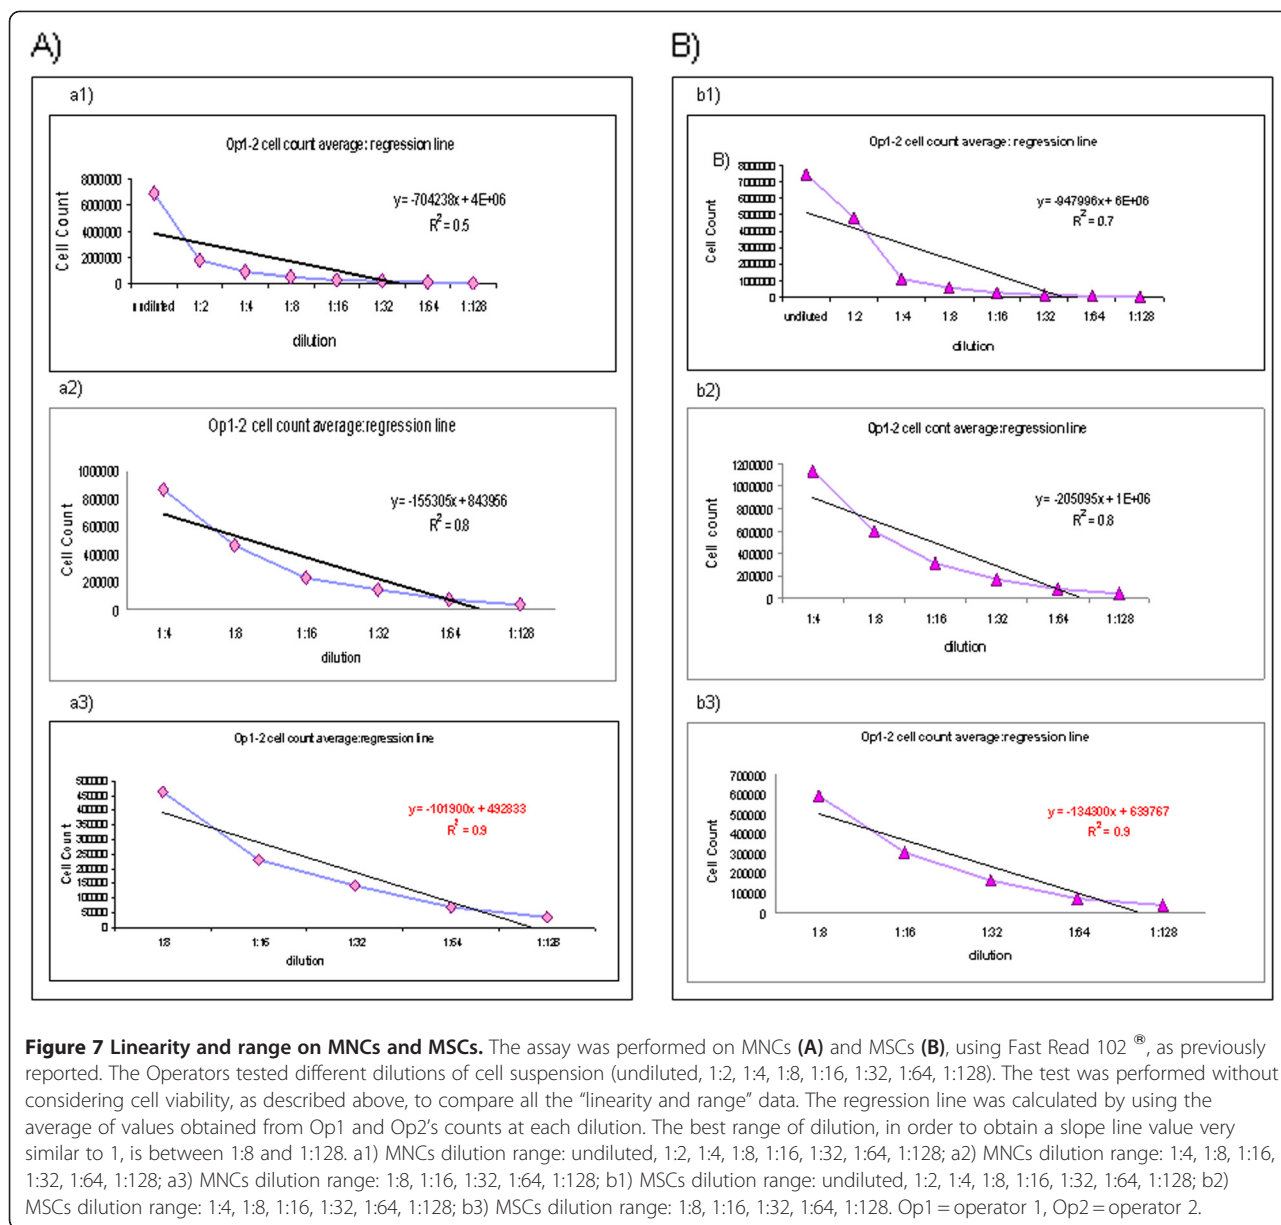 A)
B)
a1)
Op1-2 cell count average: regression line
8000000
6000000
4000000
2000000
0
Cell Count
y= -704238x + 4E+06
R² = 0.5
undiluted 1:2 1:4 1:8 1:16 1:32 1:64 1:128
dilution
a2)
Op1-2 cell count average:regression line
1000000
800000
600000
400000
200000
0
Cell Count
y= -155305x + 843956
R² = 0.8
1:4 1:8 1:16 1:32 1:64 1:128
dilution
a3)
Op1-2 cell count average:regression line
500000
450000
400000
350000
300000
250000
200000
150000
100000
50000
0
Cell Count
y= -101900x + 492833
R² = 0.9
1:8 1:16 1:32 1:64 1:128
dilution
b1)
Op1-2 cell count average: regression line
B)
8000000
7000000
6000000
5000000
4000000
3000000
2000000
1000000
0
Cell Count
y= -947996x + 6E+06
R² = 0.7
undiluted 1:2 1:4 1:8 1:16 1:32 1:64 1:128
dilution
b2)
Op1-2 cell cont average:regression line
1200000
1000000
800000
600000
400000
200000
0
Cell count
y= -205095x + 1E+06
R² = 0.8
1:4 1:8 1:16 1:32 1:64 1:128
dilution
b3)
Op1-2 cell count average:regression line
700000
600000
500000
400000
300000
200000
100000
0
Cell Count
y= -134300x + 639767
R² = 0.9
1:8 1:16 1:32 1:64 1:128
dilution
Figure 7 Linearity and range on MNCs and MSCs. The assay was performed on MNCs (A) and MSCs (B), using Fast Read 102 ®, as previously
reported. The Operators tested different dilutions of cell suspension (undiluted, 1:2, 1:4, 1:8, 1:16, 1:32, 1:64, 1:128). The test was performed without
considering cell viability, as described above, to compare all the “linearity and range” data. The regression line was calculated by using the
average of values obtained from Op1 and Op2’s counts at each dilution. The best range of dilution, in order to obtain a slope line value very
similar to 1, is between 1:8 and 1:128. a1) MNCs dilution range: undiluted, 1:2, 1:4, 1:8, 1:16, 1:32, 1:64, 1:128; a2) MNCs dilution range: 1:4, 1:8, 1:16,
1:32, 1:64, 1:128; a3) MNCs dilution range: 1:8, 1:16, 1:32, 1:64, 1:128; b1) MSCs dilution range: undiluted, 1:2, 1:4, 1:8, 1:16, 1:32, 1:64, 1:128; b2)
MSCs dilution range: 1:4, 1:8, 1:16, 1:32, 1:64, 1:128; b3) MSCs dilution range: 1:8, 1:16, 1:32, 1:64, 1:128. Op1 = operator 1, Op2 = operator 2.